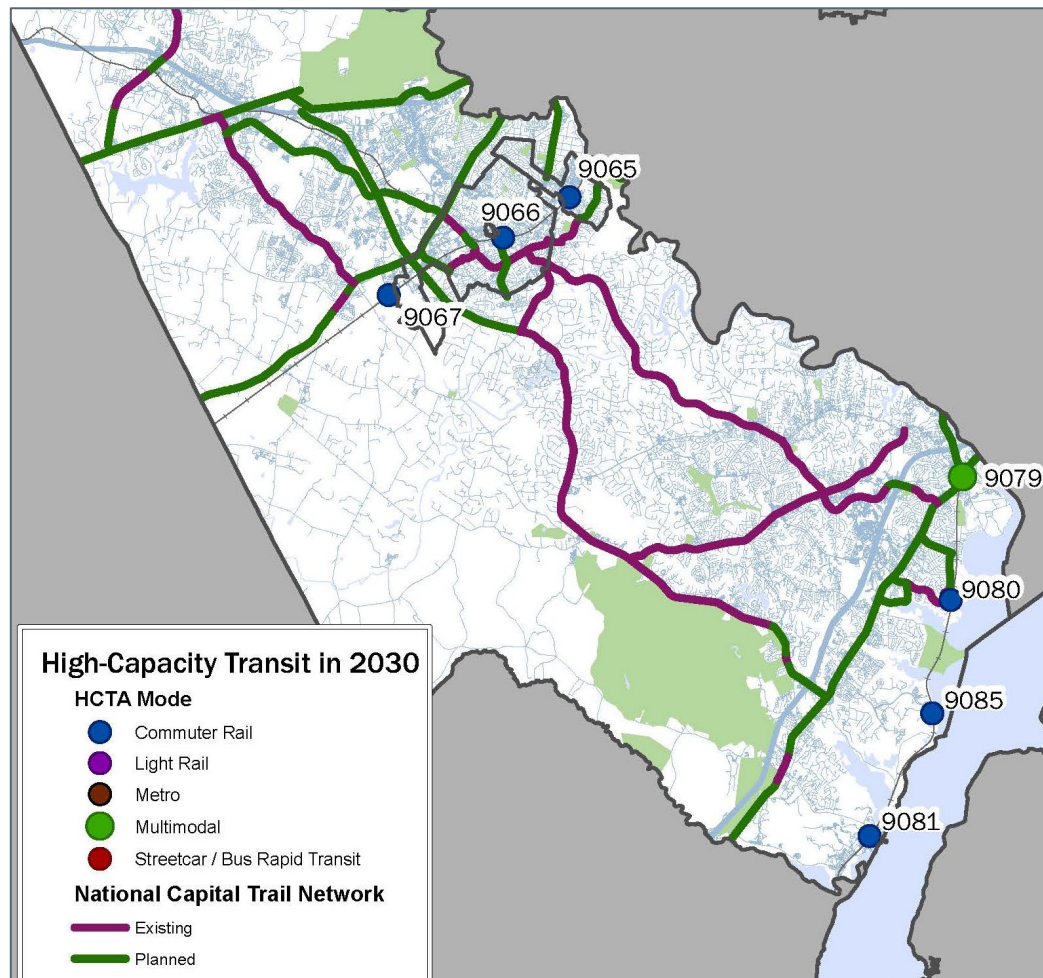 9065
9066
9067
9079
9080
9085
9081
High-Capacity Transit in 2030
HCTA Mode
Commuter Rail
Light Rail
Metro
Multimodal
Streetcar / Bus Rapid Transit
National Capital Trail Network
Existing
Planned